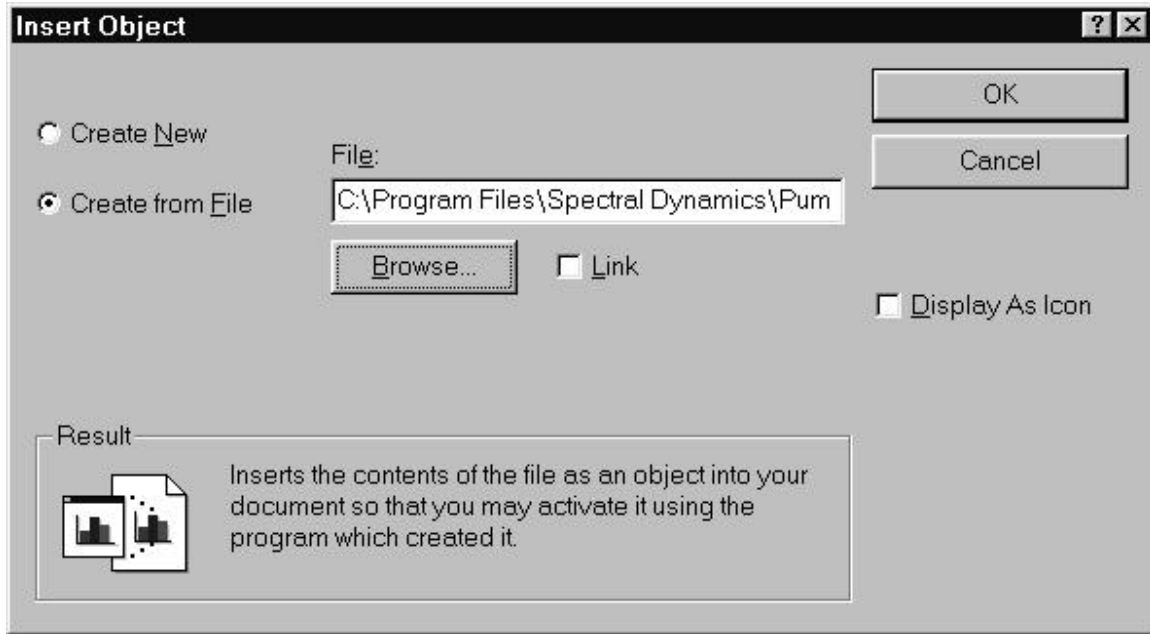 Insert Object
OK
Create New
File:
Cancel
Create from File
C:\Program Files\Spectral Dynamics\Pum
Browse...
Link
Display As Icon
Result
Inserts the contents of the file as an object into your
document so that you may activate it using the
program which created it.